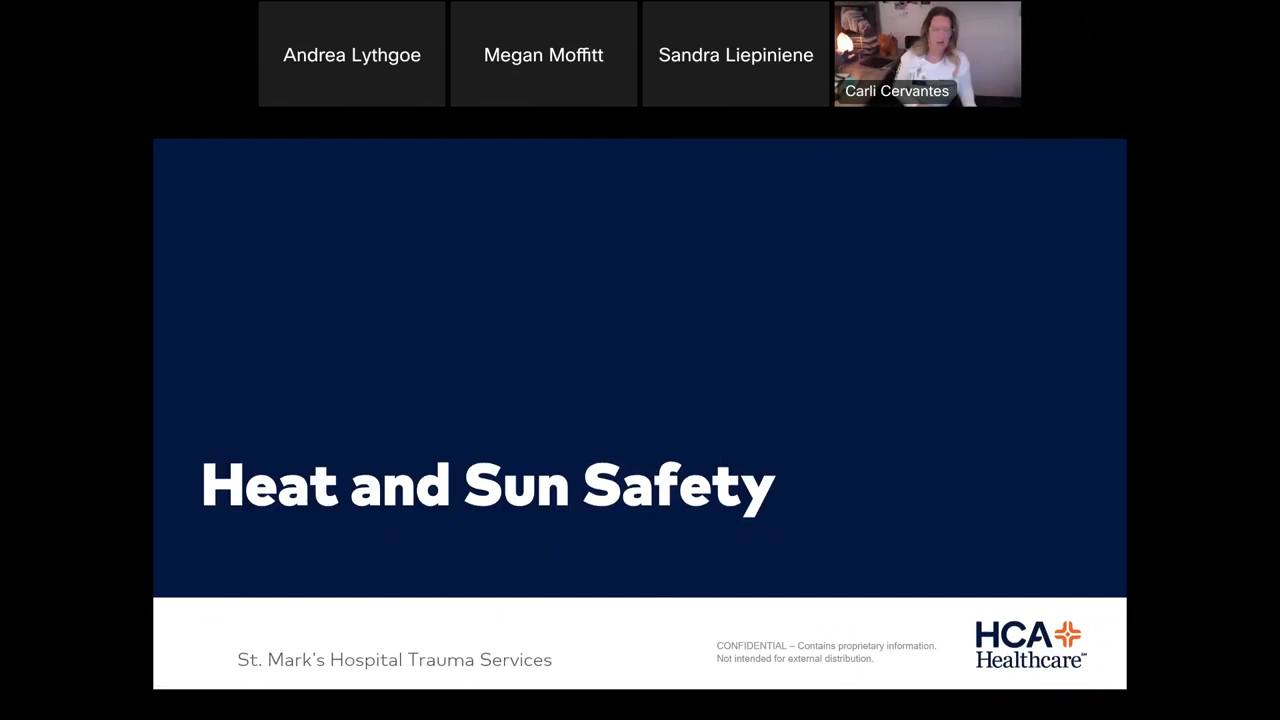 Andrea Lythgoe
Megan Moffitt
Sandra Liepiniene
Carli Cervantes
Heat and Sun Safety
St. Mark's Hospital Trauma Services
CONFIDENTIAL – Contains proprietary information.
Not intended for external distribution.
HCA
Healthcare℠